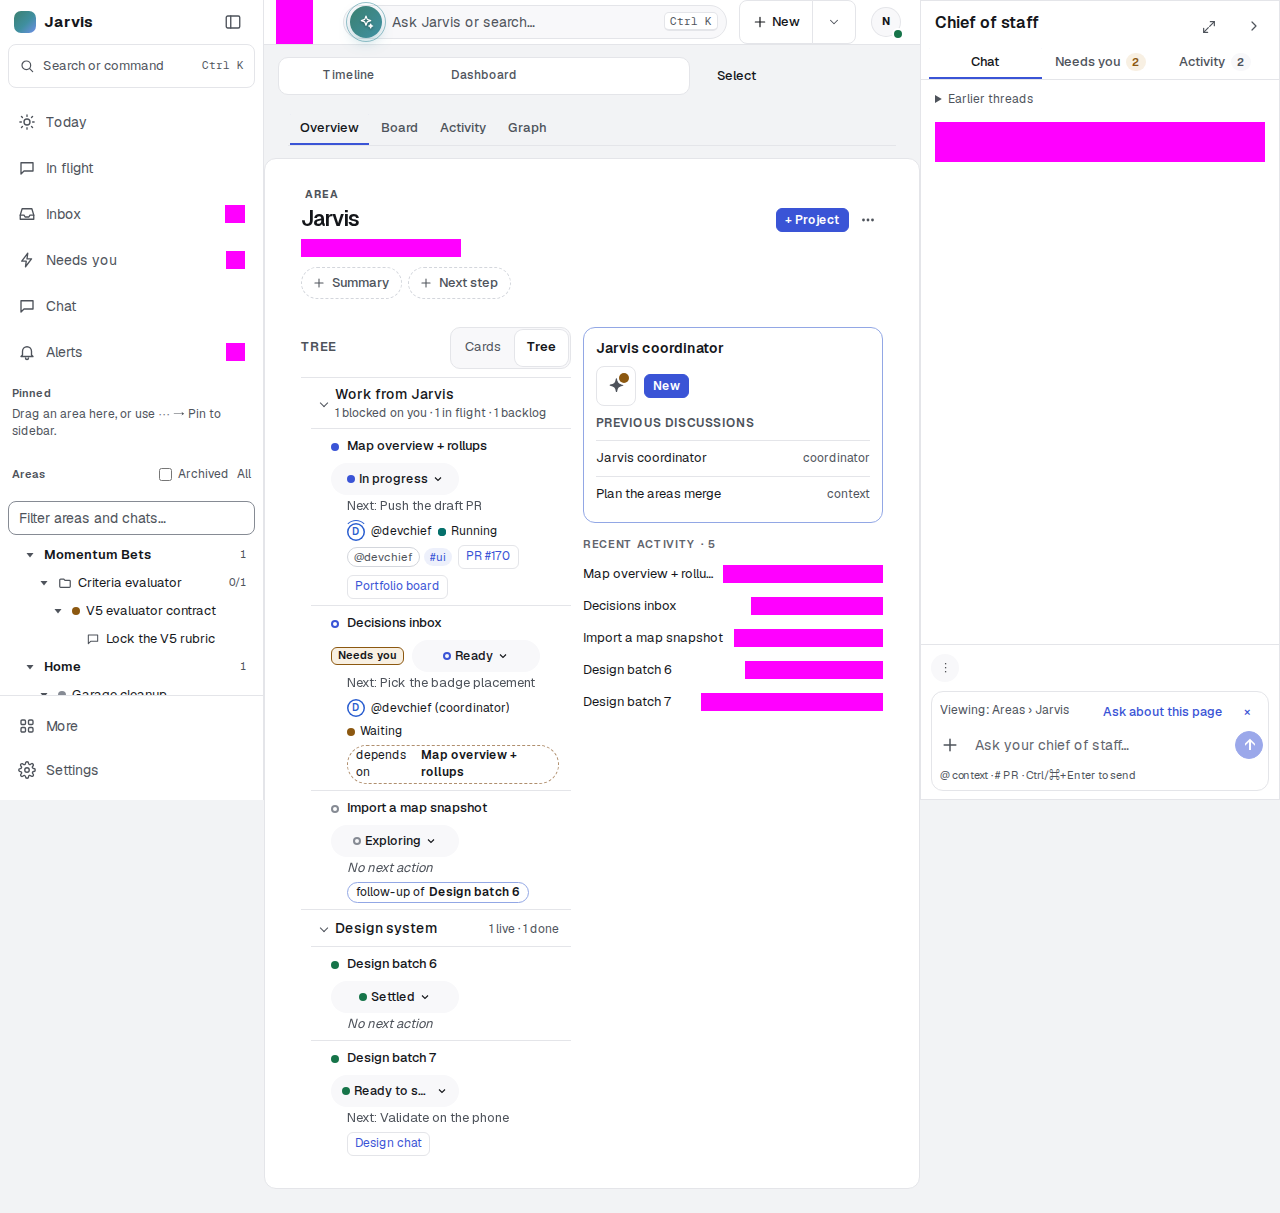 Jarvis
Search or command Ctrl K
Today
In flight
Inbox
Needs you
Chat
Alerts
Pinned
Drag an area here, or use ··· → Pin to
sidebar.
Areas Archived All
Filter areas and chats...
Momentum Bets 1
Criteria evaluator 0/1
V5 evaluator contract
Lock the V5 rubric
Home 1
Garage cleanup
More
Settings
Ask Jarvis or search... Ctrl K
New
N
Timeline Dashboard Select
Overview Board Activity Graph
AREA
Jarvis
+ Project
Summary Next step
TREE Cards Tree
Work from Jarvis
1 blocked on you · 1 in flight · 1 backlog
Map overview + rollups
In progress
Next: Push the draft PR
D @devchief Running
@devchief #ui PR #170
Portfolio board
Decisions inbox
Needs you Ready
Next: Pick the badge placement
D @devchief (coordinator)
Waiting
depends on Map overview + rollups
Import a map snapshot
Exploring
No next action
follow-up of Design batch 6
Design system 1 live · 1 done
Design batch 6
Settled
No next action
Design batch 7
Ready to s...
Next: Validate on the phone
Design chat
Jarvis coordinator
New
PREVIOUS DISCUSSIONS
Jarvis coordinator coordinator
Plan the areas merge context
RECENT ACTIVITY · 5
Map overview + rollu...
Decisions inbox
Import a map snapshot
Design batch 6
Design batch 7
Chief of staff
Chat Needs you 2 Activity 2
Earlier threads
Viewing: Areas › Jarvis Ask about this page ×
Ask your chief of staff...
@ context · # PR · Ctrl/⌘+Enter to send